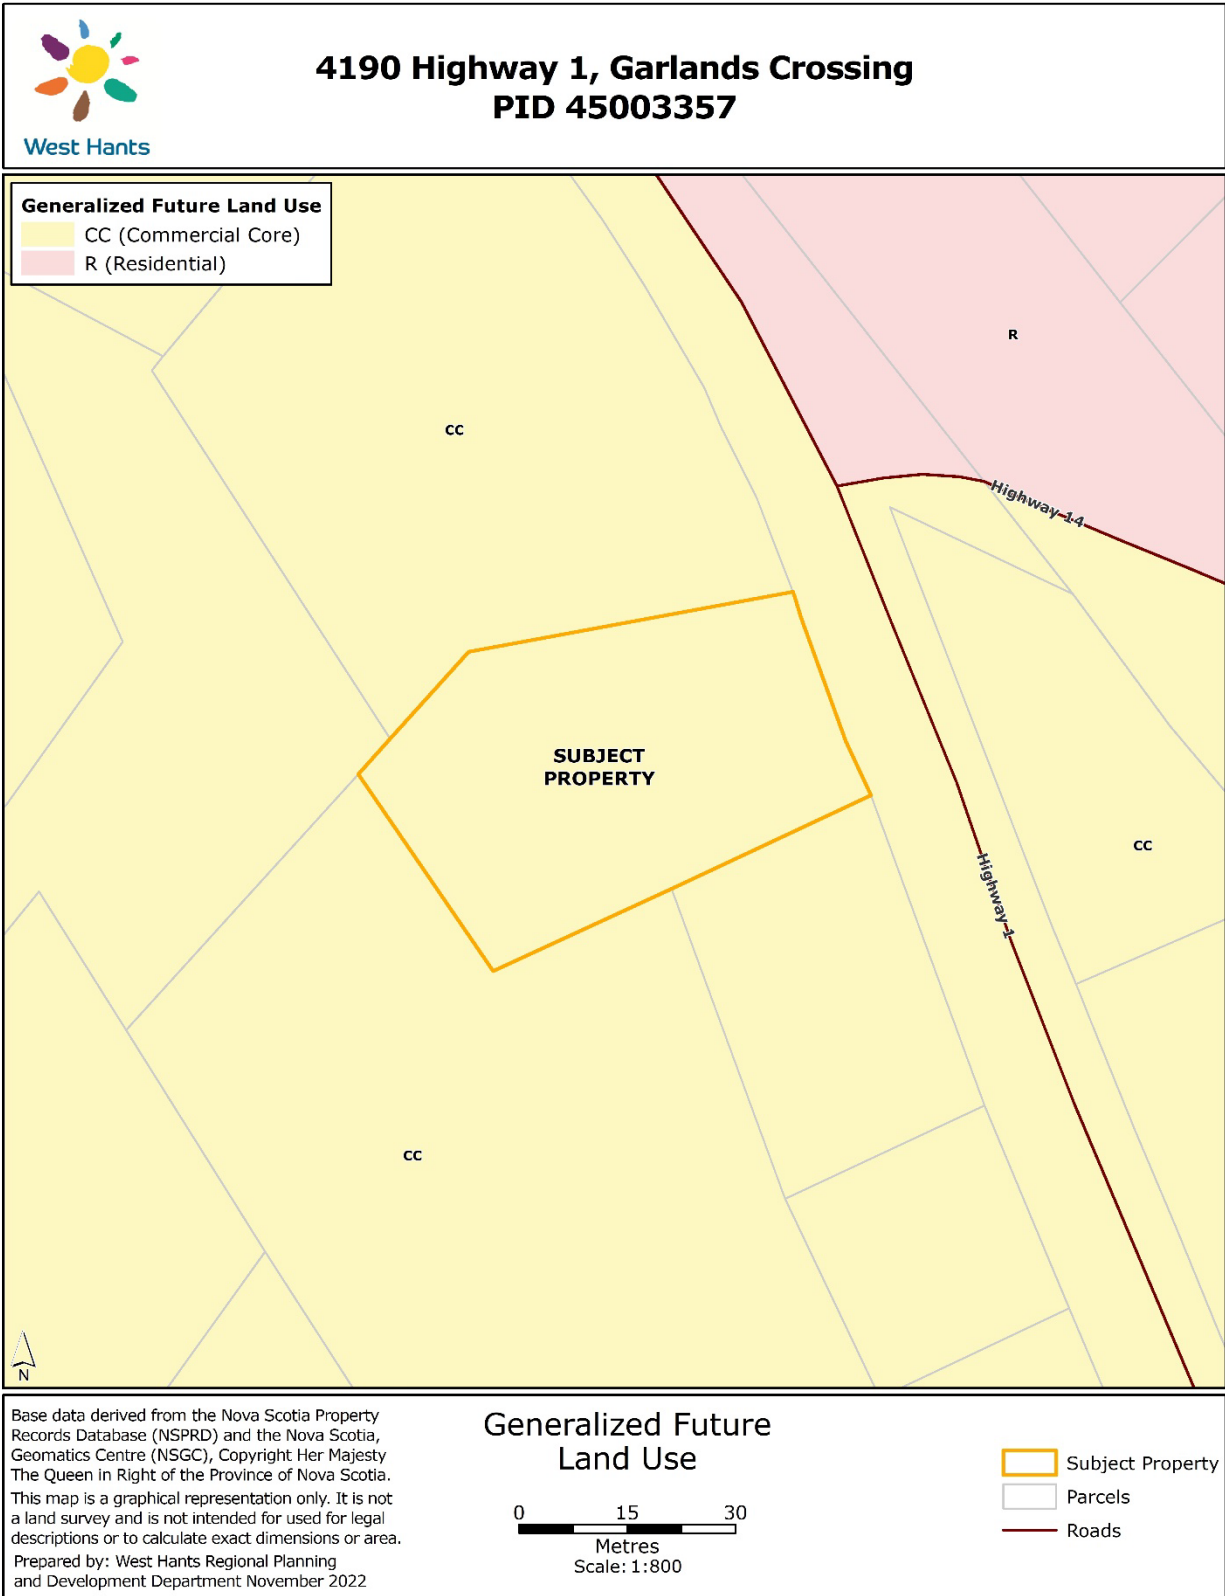 4190 Highway 1, Garlands Crossing
PID 45003357
West Hants
Generalized Future Land Use
CC (Commercial Core)
R (Residential)
R
CC
Highway 14
SUBJECT
PROPERTY
CC
Highway 1
CC
N
Base data derived from the Nova Scotia Property
Records Database (NSPRD) and the Nova Scotia,
Geomatics Centre (NSGC), Copyright Her Majesty
The Queen in Right of the Province of Nova Scotia.
This map is a graphical representation only. It is not
a land survey and is not intended for used for legal
descriptions or to calculate exact dimensions or area.
Prepared by: West Hants Regional Planning
and Development Department November 2022
Generalized Future
Land Use
0 15 30
Metres
Scale: 1:800
Subject Property
Parcels
Roads